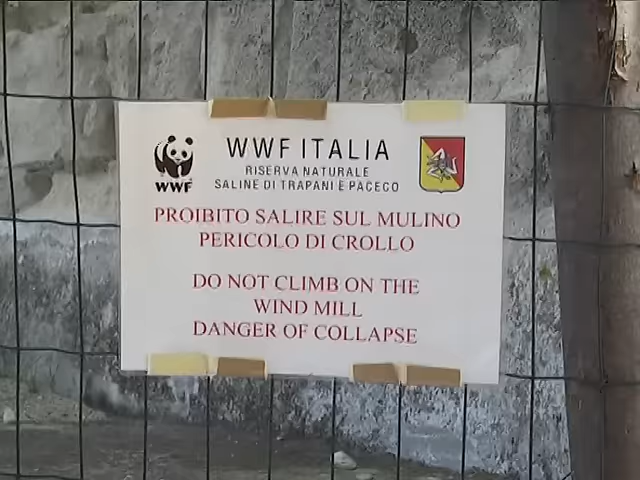 WWF ITALIA
RISERVA NATURALE
SALINE DI TRAPANI E PACECO
WWF
PROIBITO SALIRE SUL MULINO
PERICOLO DI CROLLO
DO NOT CLIMB ON THE
WIND MILL
DANGER OF COLLAPSE